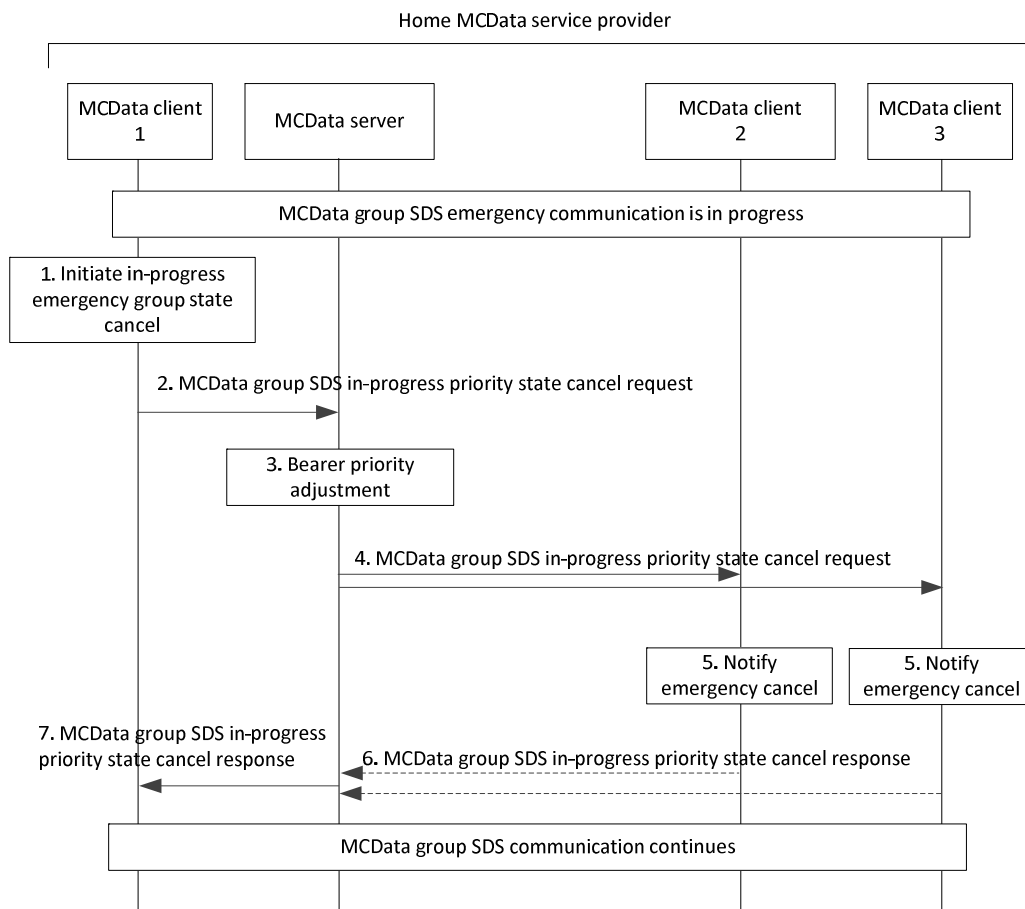 Home MCData service provider
MCData client
1
MCData server
MCData client
2
MCData client
3
MCData group SDS emergency communication is in progress
1. Initiate in-progress
emergency group state
cancel
2. MCData group SDS in-progress priority state cancel request
3. Bearer priority
adjustment
4. MCData group SDS in-progress priority state cancel request
5. Notify
emergency cancel
5. Notify
emergency cancel
7. MCData group SDS in-progress
priority state cancel response
6. MCData group SDS in-progress priority state cancel response
MCData group SDS communication continues